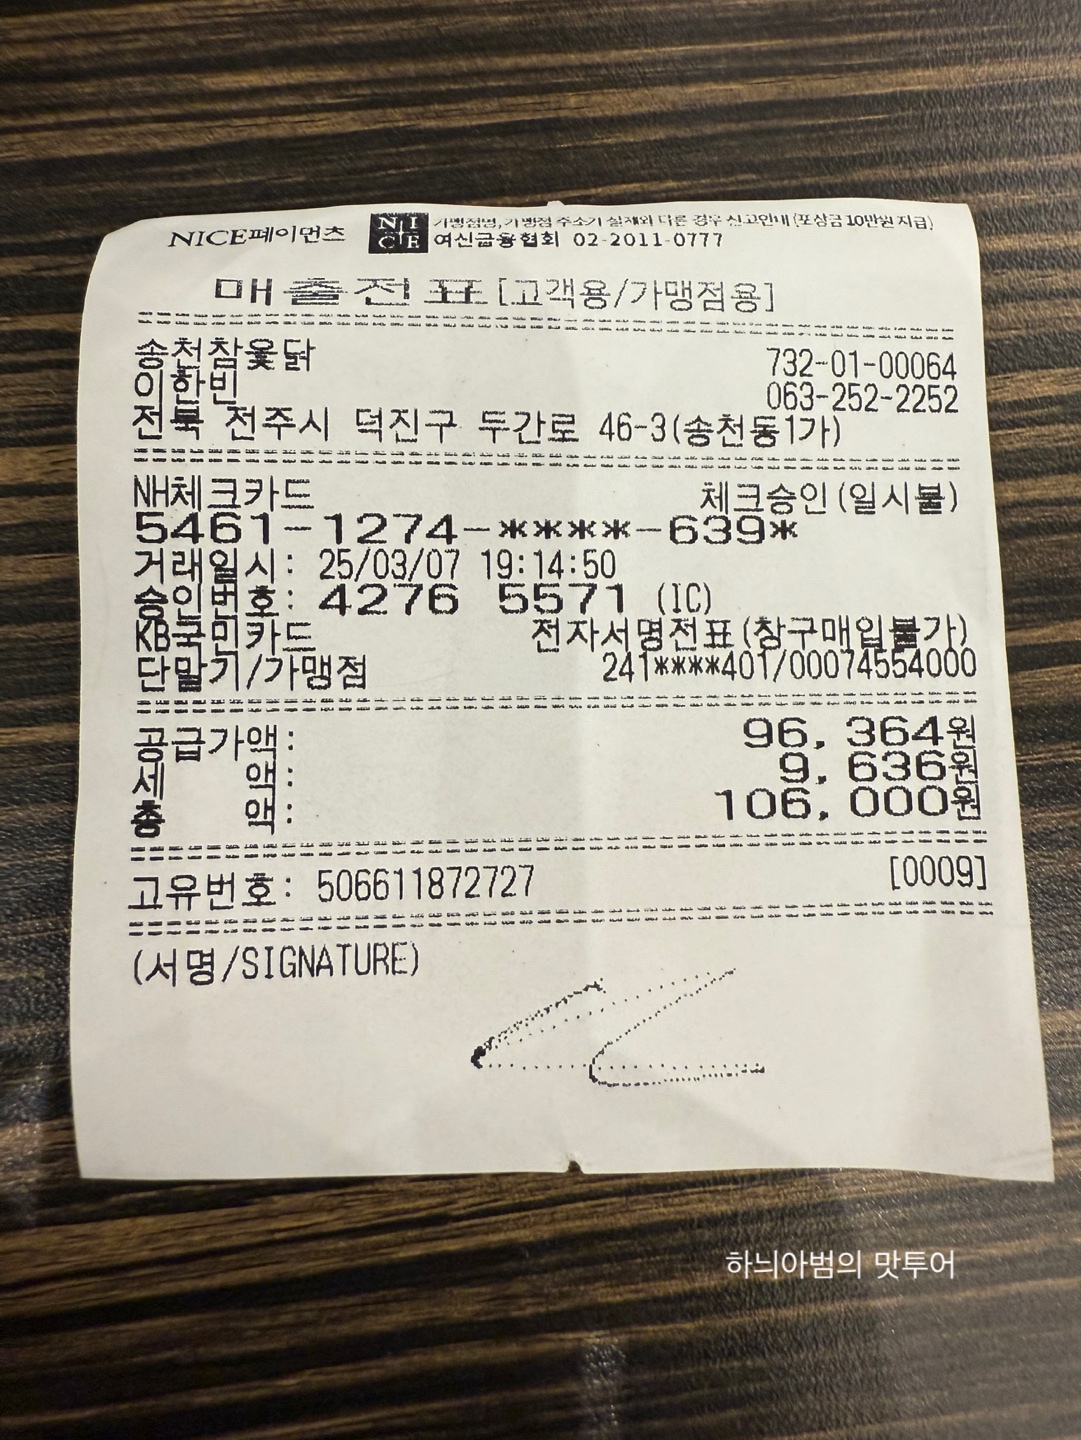 NICE페이먼츠 NICE 가맹점명, 가맹점 주소가 실제와 다른 경우 신고안내 (포상금 10만원 지급)
여신금융협회 02-2011-0777
매출전표[고객용/가맹점용]
송천참옻닭 732-01-00064
이한빈 063-252-2252
전북 전주시 덕진구 두간로 46-3(송천동1가)
NH체크카드 체크승인(일시불)
5461-1274-****-639*
거래일시: 25/03/07 19:14:50
승인번호: 4276 5571 (IC)
KB국민카드 전자서명전표(창구매입불가)
단말기/가맹점 241****401/00074554000
공급가액: 96,364원
세 액: 9,636원
총 액: 106,000원
고유번호: 506611872727 [0009]
(서명/SIGNATURE)
하늬아범의 맛투어